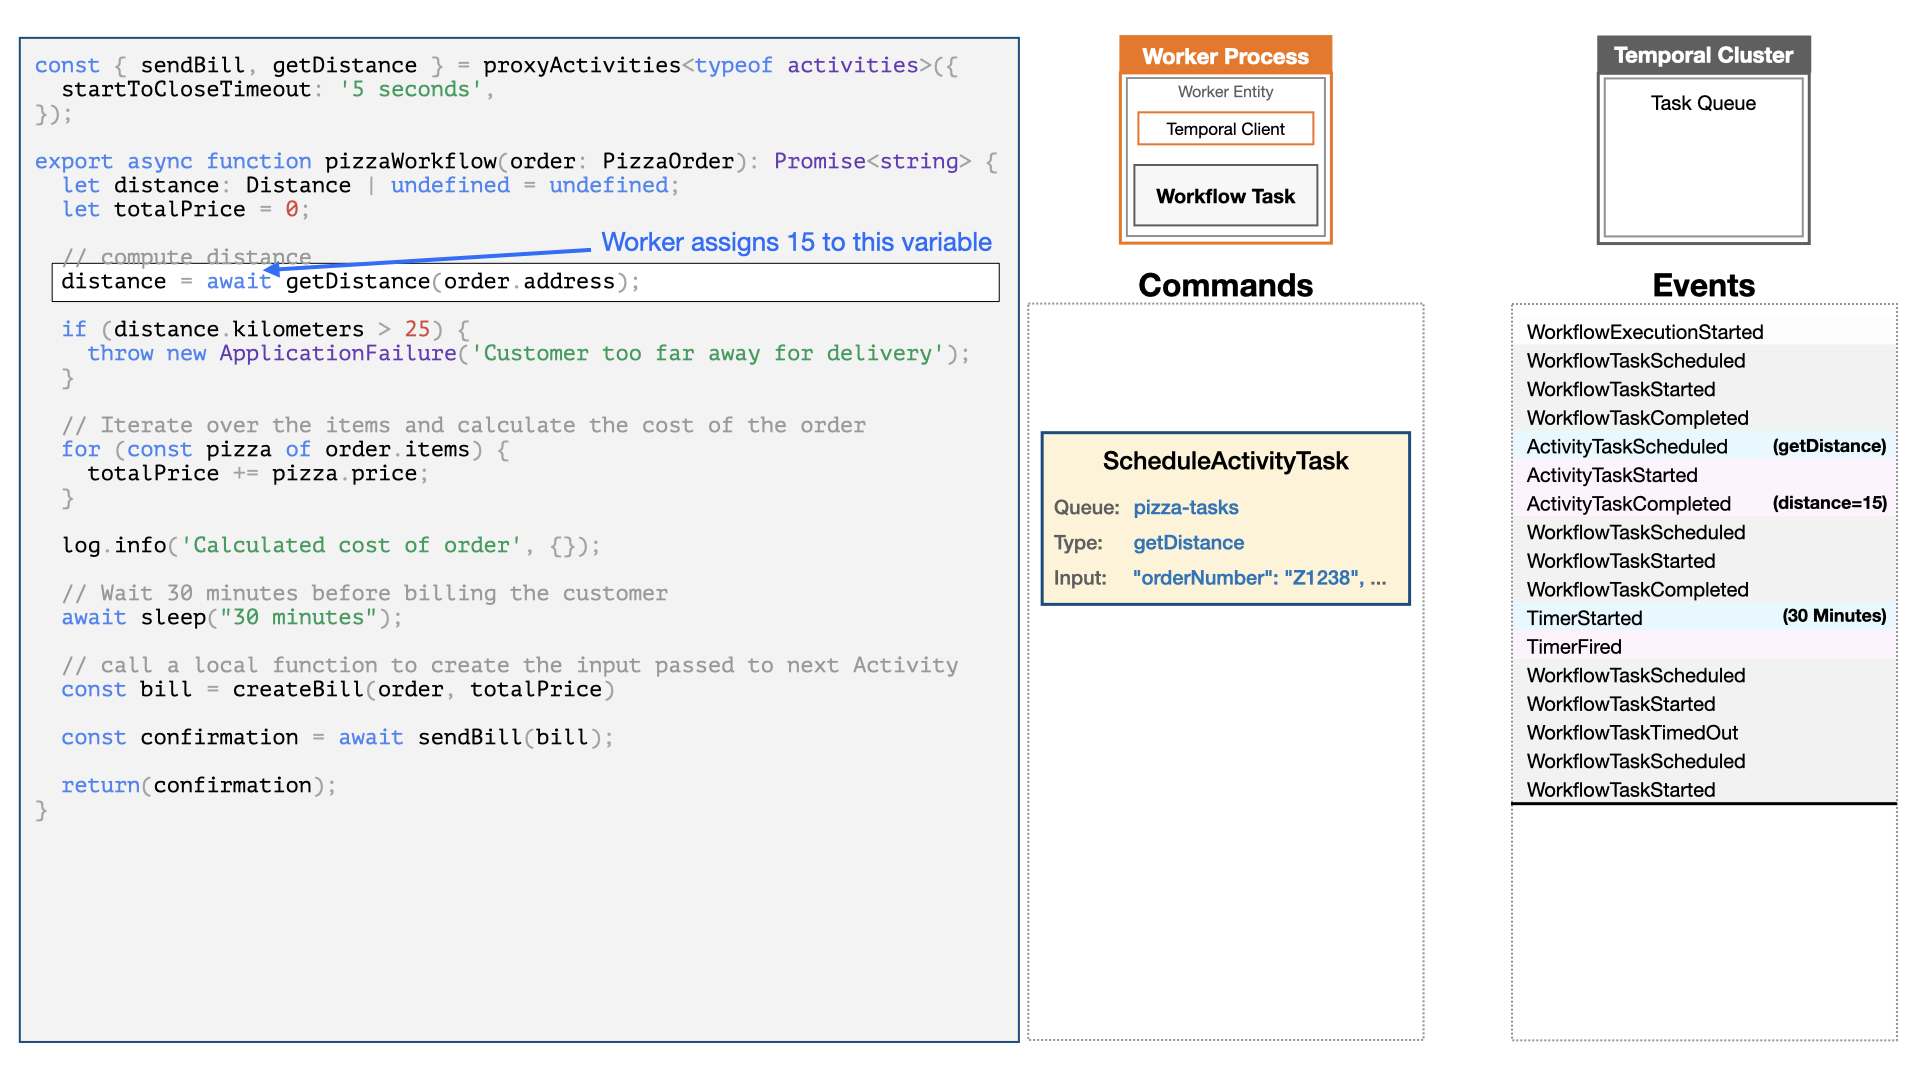 const { sendBill, getDistance } = proxyActivities<typeof activities>({
  startToCloseTimeout: '5 seconds',
});
export async function pizzaWorkflow(order: PizzaOrder): Promise<string> {
  let distance: Distance | undefined = undefined;
  let totalPrice = 0;
Worker assigns 15 to this variable
  // compute distance
  distance = await getDistance(order.address);
  if (distance.kilometers > 25) {
    throw new ApplicationFailure('Customer too far away for delivery');
  }
  // Iterate over the items and calculate the cost of the order
  for (const pizza of order.items) {
    totalPrice += pizza.price;
  }
  log.info('Calculated cost of order', {});
  // Wait 30 minutes before billing the customer
  await sleep("30 minutes");
  // call a local function to create the input passed to next Activity
  const bill = createBill(order, totalPrice)
  const confirmation = await sendBill(bill);
  return(confirmation);
}
Worker Process
Worker Entity
Temporal Client
Workflow Task
Commands
ScheduleActivityTask
Queue: pizza-tasks
Type: getDistance
Input: "orderNumber": "Z1238", ...
Temporal Cluster
Task Queue
Events
WorkflowExecutionStarted
WorkflowTaskScheduled
WorkflowTaskStarted
WorkflowTaskCompleted
ActivityTaskScheduled (getDistance)
ActivityTaskStarted
ActivityTaskCompleted (distance=15)
WorkflowTaskScheduled
WorkflowTaskStarted
WorkflowTaskCompleted
TimerStarted (30 Minutes)
TimerFired
WorkflowTaskScheduled
WorkflowTaskStarted
WorkflowTaskTimedOut
WorkflowTaskScheduled
WorkflowTaskStarted